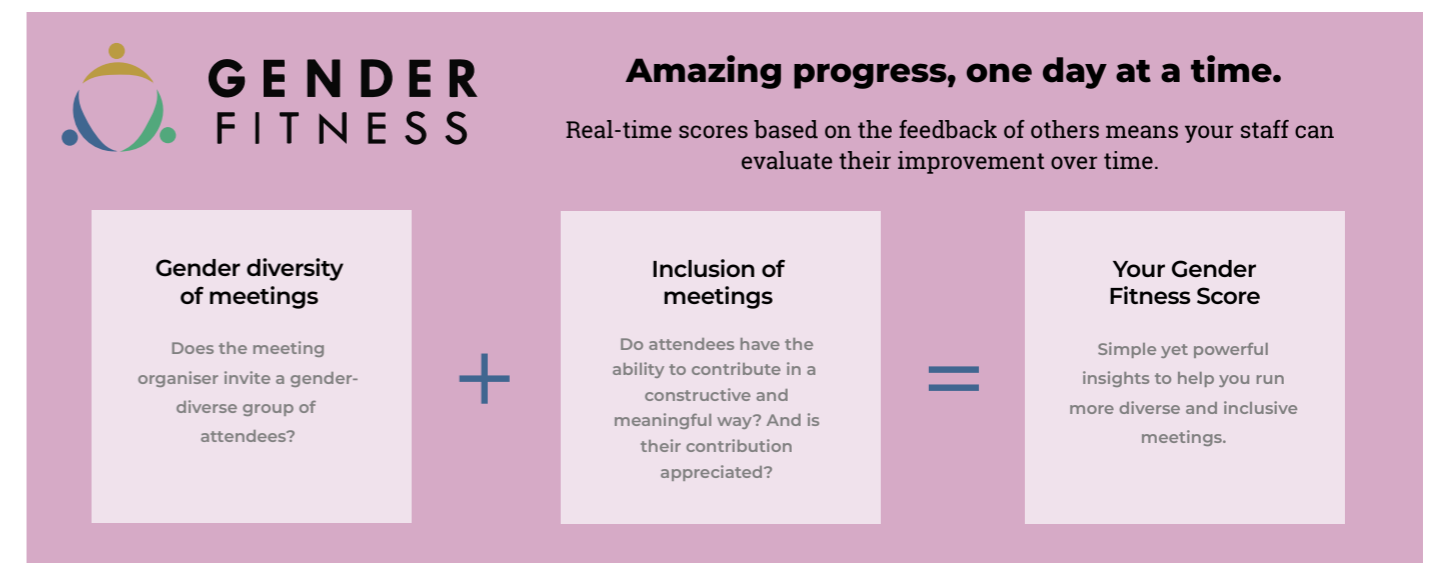 GENDER
FITNESS
Amazing progress, one day at a time.
Real-time scores based on the feedback of others means your staff can
evaluate their improvement over time.
Gender diversity
of meetings
Does the meeting
organiser invite a gender-
diverse group of
attendees?
+
Inclusion of
meetings
Do attendees have the
ability to contribute in a
constructive and
meaningful way? And is
their contribution
appreciated?
=
Your Gender
Fitness Score
Simple yet powerful
insights to help you run
more diverse and inclusive
meetings.